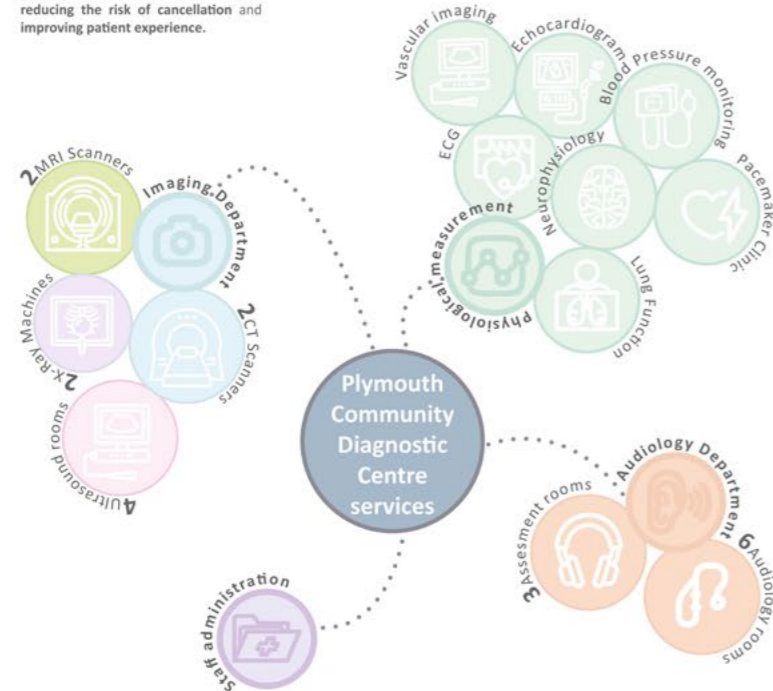 reducing the risk of cancellation and
improving patient experience.
Vascular imaging
Echocardiogram
Blood Pressure monitoring
ECG
Neurophysiology
Pacemaker Clinic
Physiological measurement
Lung Function
2 MRI Scanners
Imaging Department
2 X-Ray Machines
2 CT Scanners
4 Ultrasound rooms
Plymouth
Community
Diagnostic
Centre
services
Audiology Department
3 Assesment rooms
6 Audiology rooms
Staff administration